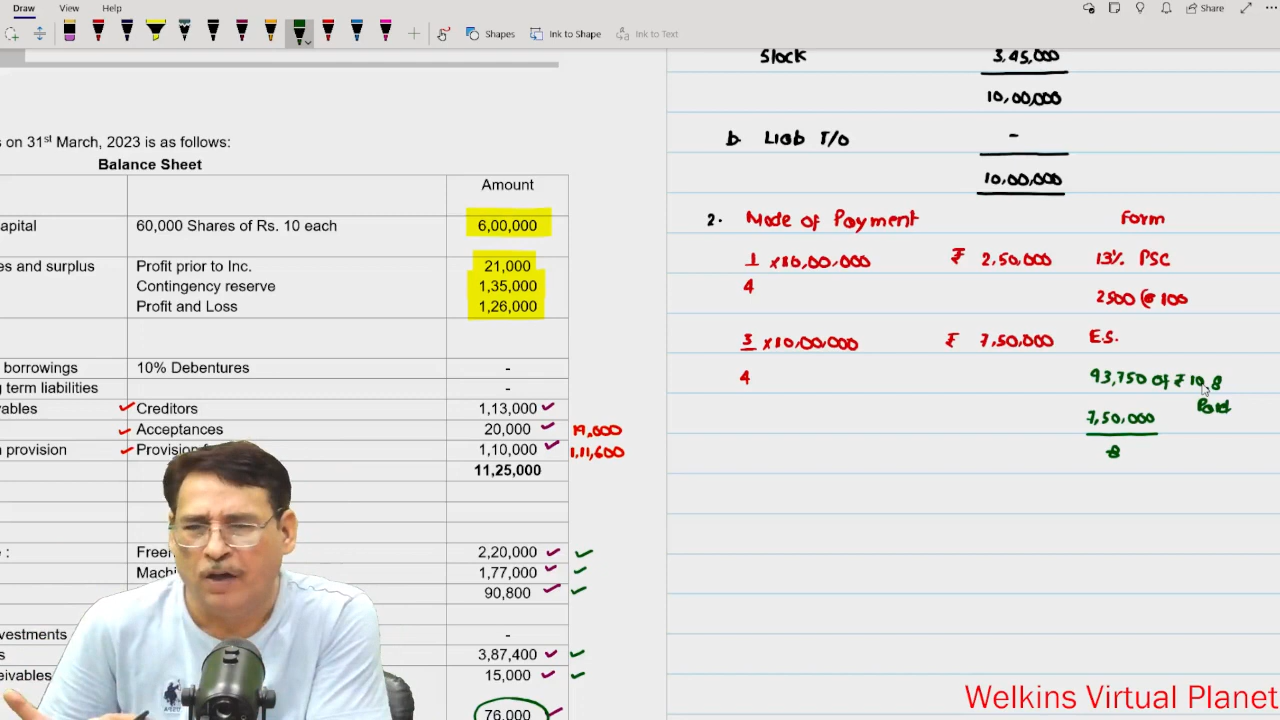 Draw View Help
Share
Shapes Ink to Shape Ink to Text
s on 31st March, 2023 is as follows:
Balance Sheet
Amount
apital 60,000 Shares of Rs. 10 each 6,00,000
es and surplus Profit prior to Inc. 21,000
Contingency reserve 1,35,000
Profit and Loss 1,26,000
borrowings 10% Debentures -
g term liabilities -
ables Creditors 1,13,000
Acceptances 20,000 19,000
n provision Provision 1,10,000 1,11,600
11,25,000
e : Free 2,20,000
Machi 1,77,000
90,800
vestments -
s 3,87,400
ceivables 15,000
76,000
Stock 3,45,000
10,00,000
b Liab T/o -
10,00,000
2. Mode of Payment Form
1 x10,00,000 ₹ 2,50,000 13% PSC
4 2500 @ 100
3 x10,00,000 ₹ 7,50,000 E.S.
4 93,750 of ₹ 10, 8
Paid
7,50,000
8
Welkins Virtual Planet